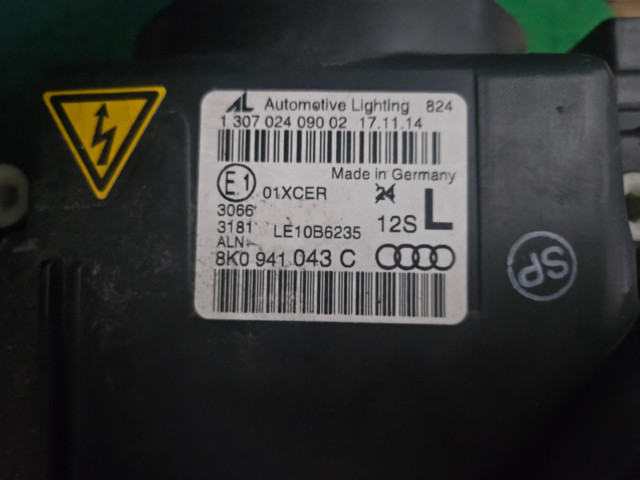 AL Automotive Lighting 824
1 307 024 090 02 17.11.14
Made in Germany
E1 01XCER 24
3066
3181 LE10B6235 12S L
ALN
8K0 941 043 C
SP